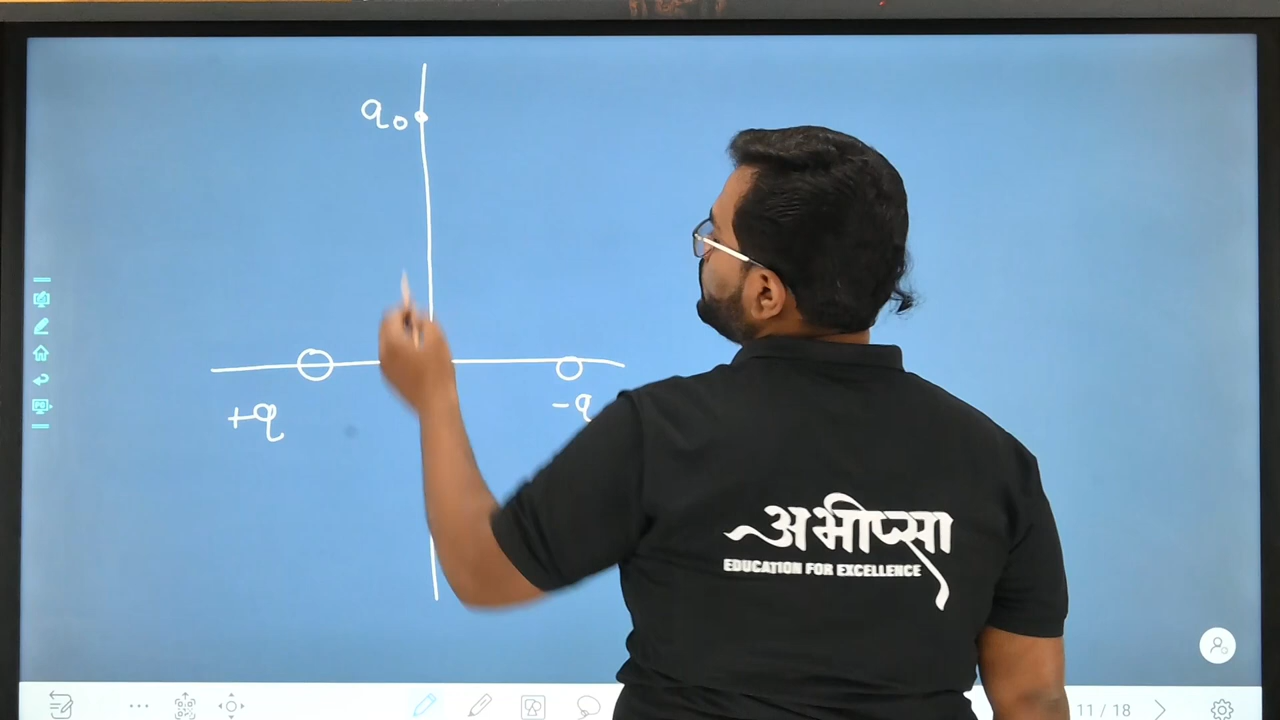 q₀
+q
-q
अभीप्सा
EDUCATION FOR EXCELLENCE
11 / 18